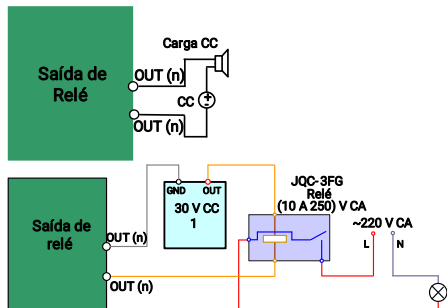 Carga CC
Saída de
Relé
OUT (n)
CC
OUT (n)
JQC-3FG
Relé
(10 A 250) V CA
GND
OUT
30 V CC
1
~220 V CA
L
N
Saída de
relé
OUT (n)
OUT (n)